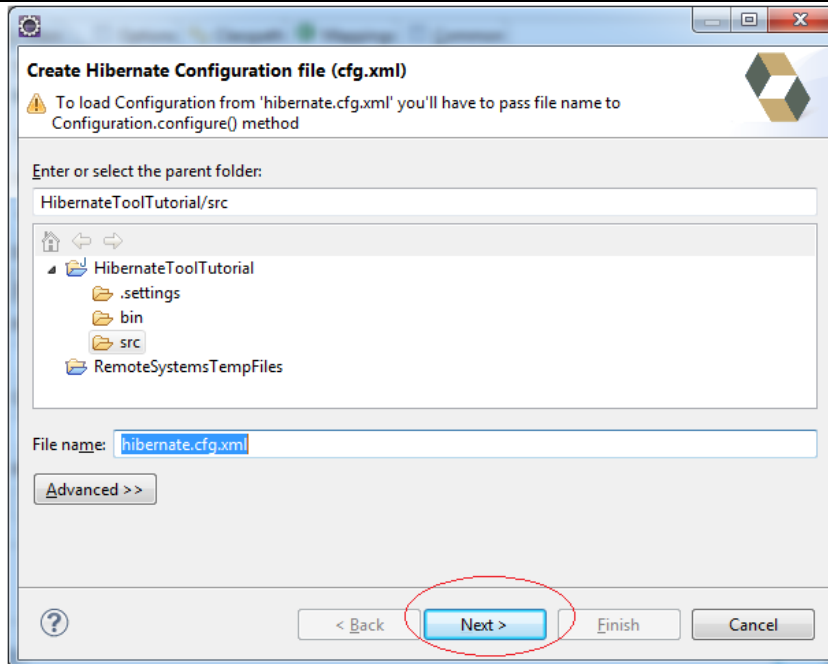 Create Hibernate Configuration file (cfg.xml)
To load Configuration from 'hibernate.cfg.xml' you'll have to pass file name to
Configuration.configure() method
Enter or select the parent folder:
HibernateToolTutorial/src
HibernateToolTutorial
.settings
bin
src
RemoteSystemsTempFiles
File name: hibernate.cfg.xml
Advanced >>
? < Back Next > Finish Cancel